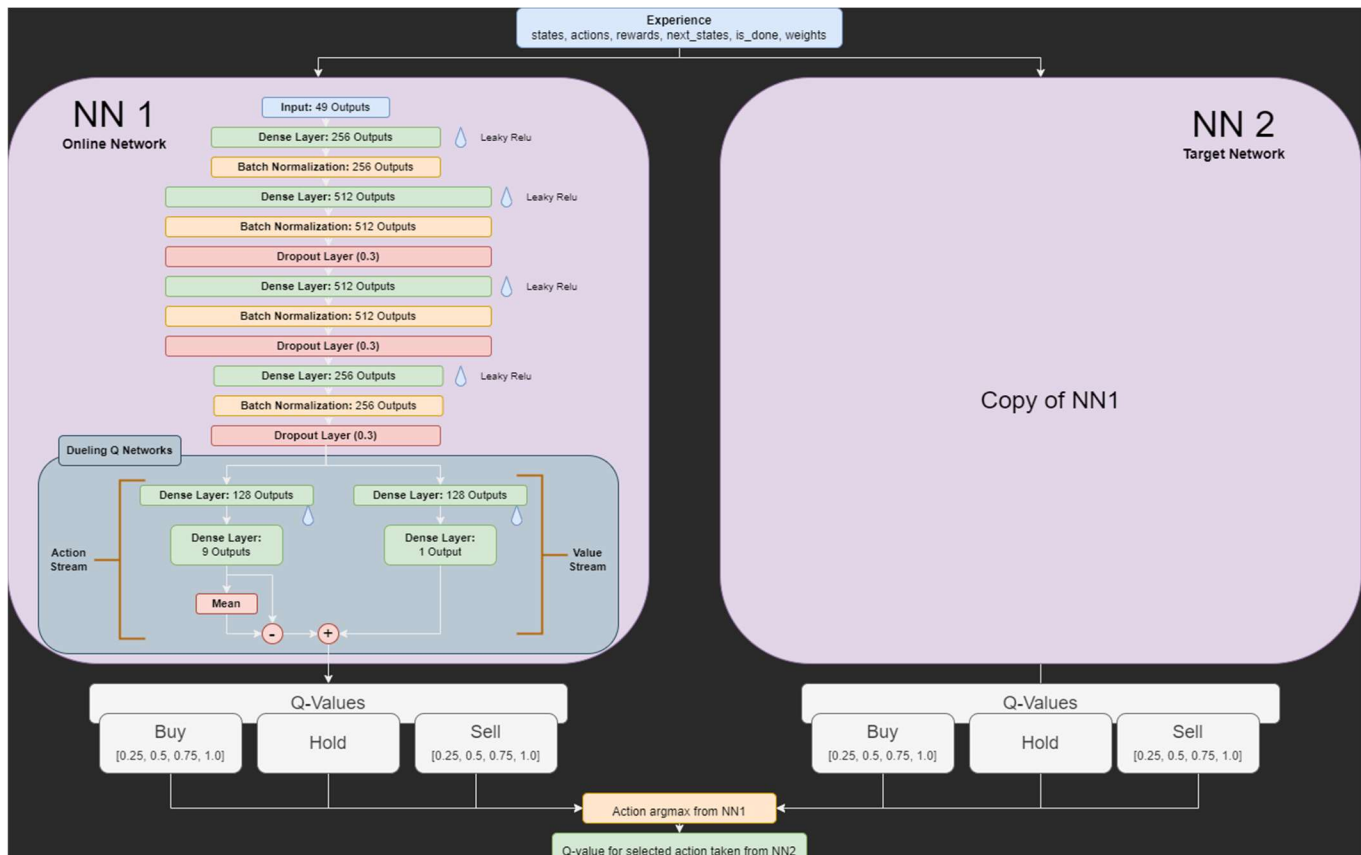 Experience
states, actions, rewards, next_states, is_done, weights
NN 1
Online Network
Input: 49 Outputs
Dense Layer: 256 Outputs
Leaky Relu
Batch Normalization: 256 Outputs
Dense Layer: 512 Outputs
Leaky Relu
Batch Normalization: 512 Outputs
Dropout Layer (0.3)
Dense Layer: 512 Outputs
Leaky Relu
Batch Normalization: 512 Outputs
Dropout Layer (0.3)
Dense Layer: 256 Outputs
Leaky Relu
Batch Normalization: 256 Outputs
Dropout Layer (0.3)
Dueling Q Networks
Action
Stream
Dense Layer: 128 Outputs
Dense Layer:
9 Outputs
Mean
-
+
Dense Layer: 128 Outputs
Dense Layer:
1 Output
Value
Stream
NN 2
Target Network
Copy of NN1
Q-Values
Buy
[0.25, 0.5, 0.75, 1.0]
Hold
Sell
[0.25, 0.5, 0.75, 1.0]
Q-Values
Buy
[0.25, 0.5, 0.75, 1.0]
Hold
Sell
[0.25, 0.5, 0.75, 1.0]
Action argmax from NN1
Q-value for selected action taken from NN2